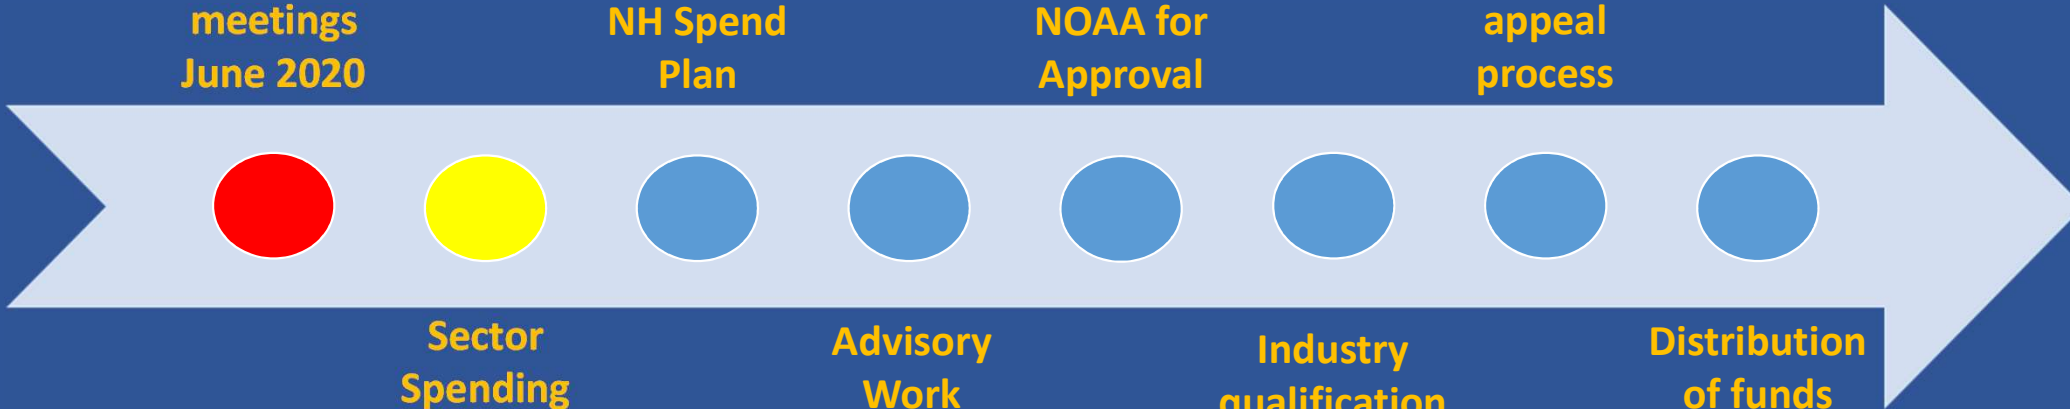 meetings
June 2020
NH Spend
Plan
NOAA for
Approval
appeal
process
Sector
Spending
Advisory
Work
Industry
qualification
Distribution
of funds